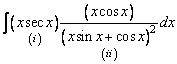 ∫(x sec x) (x cos x)/(x sin x + cos x)² dx
(i) (ii)